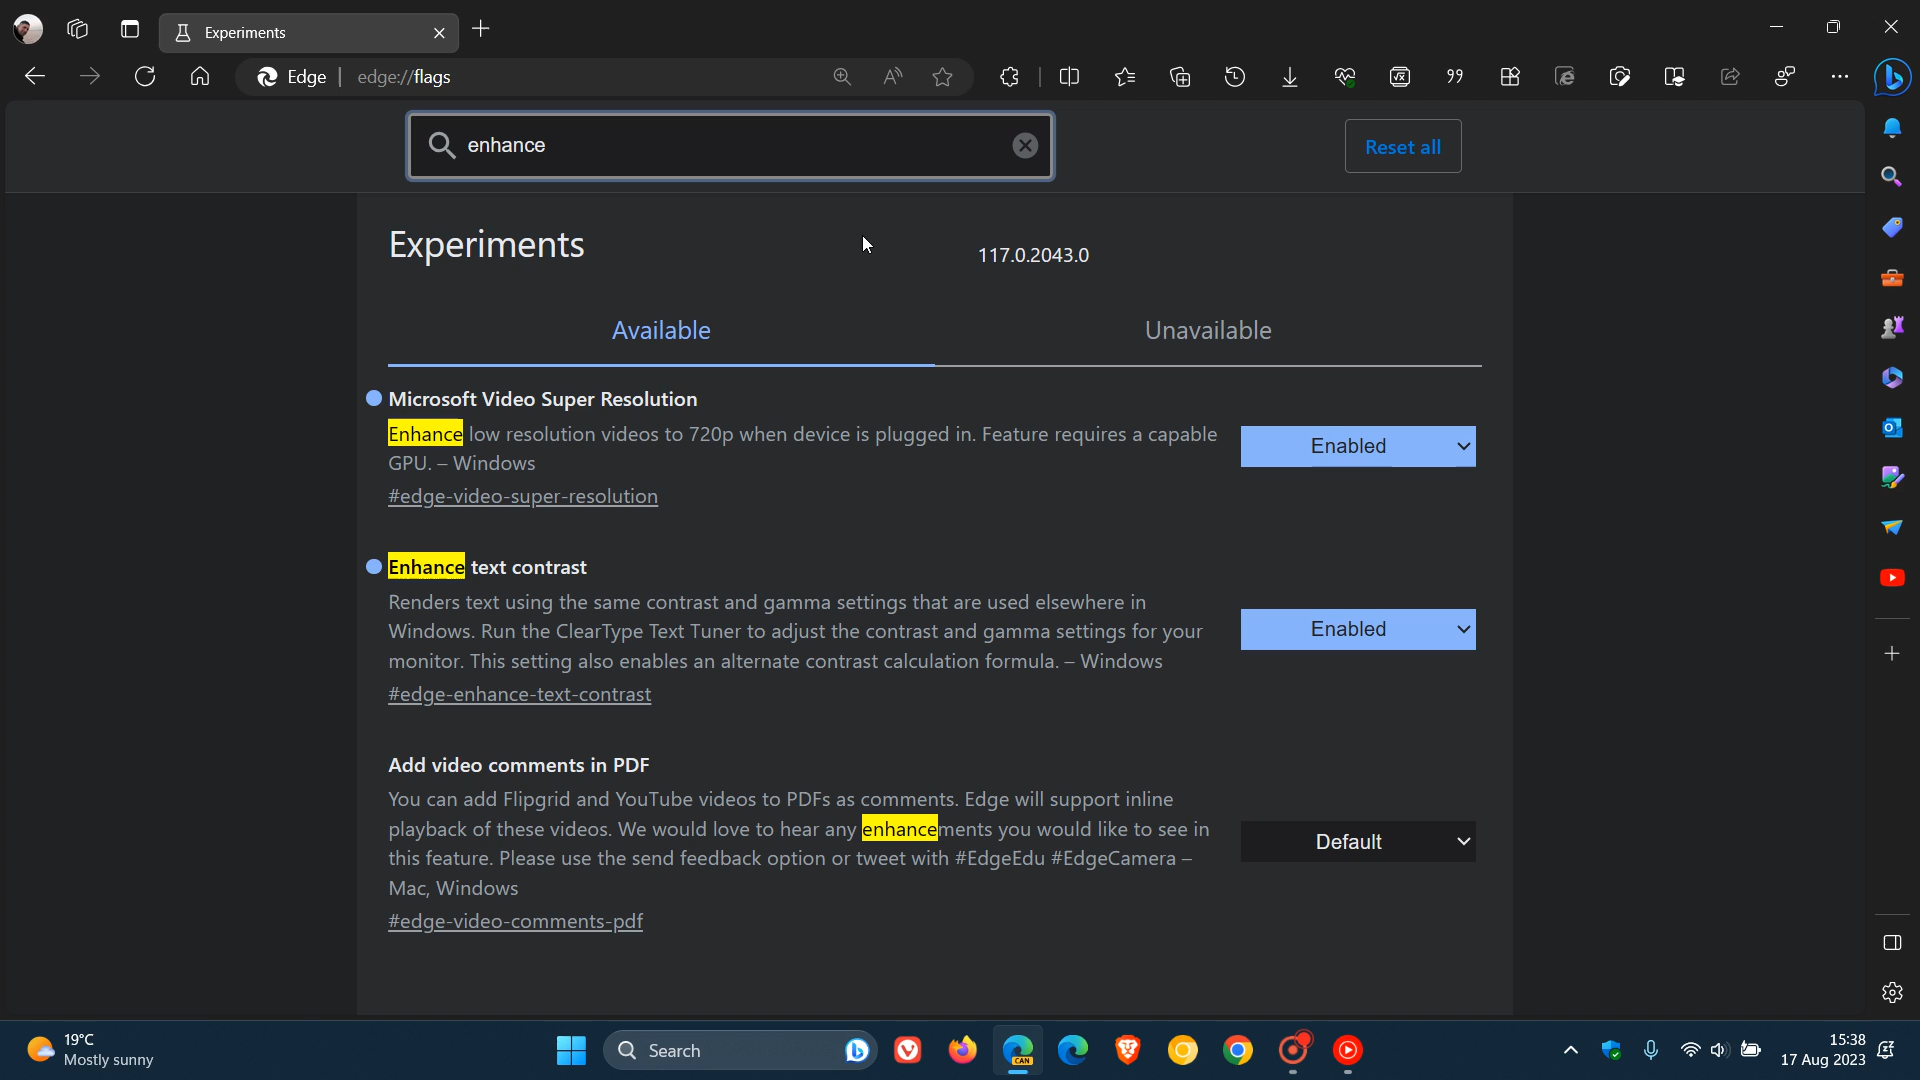 Experiments
Edge | edge://flags
enhance
Reset all
Experiments
117.0.2043.0
Available
Unavailable
Microsoft Video Super Resolution
Enhance low resolution videos to 720p when device is plugged in. Feature requires a capable
GPU. – Windows
#edge-video-super-resolution
Enabled
Enhance text contrast
Renders text using the same contrast and gamma settings that are used elsewhere in
Windows. Run the ClearType Text Tuner to adjust the contrast and gamma settings for your
monitor. This setting also enables an alternate contrast calculation formula. – Windows
#edge-enhance-text-contrast
Enabled
Add video comments in PDF
You can add Flipgrid and YouTube videos to PDFs as comments. Edge will support inline
playback of these videos. We would love to hear any enhancements you would like to see in
this feature. Please use the send feedback option or tweet with #EdgeEdu #EdgeCamera –
Mac, Windows
#edge-video-comments-pdf
Default
19°C
Mostly sunny
Search
CAN
15:38
17 Aug 2023